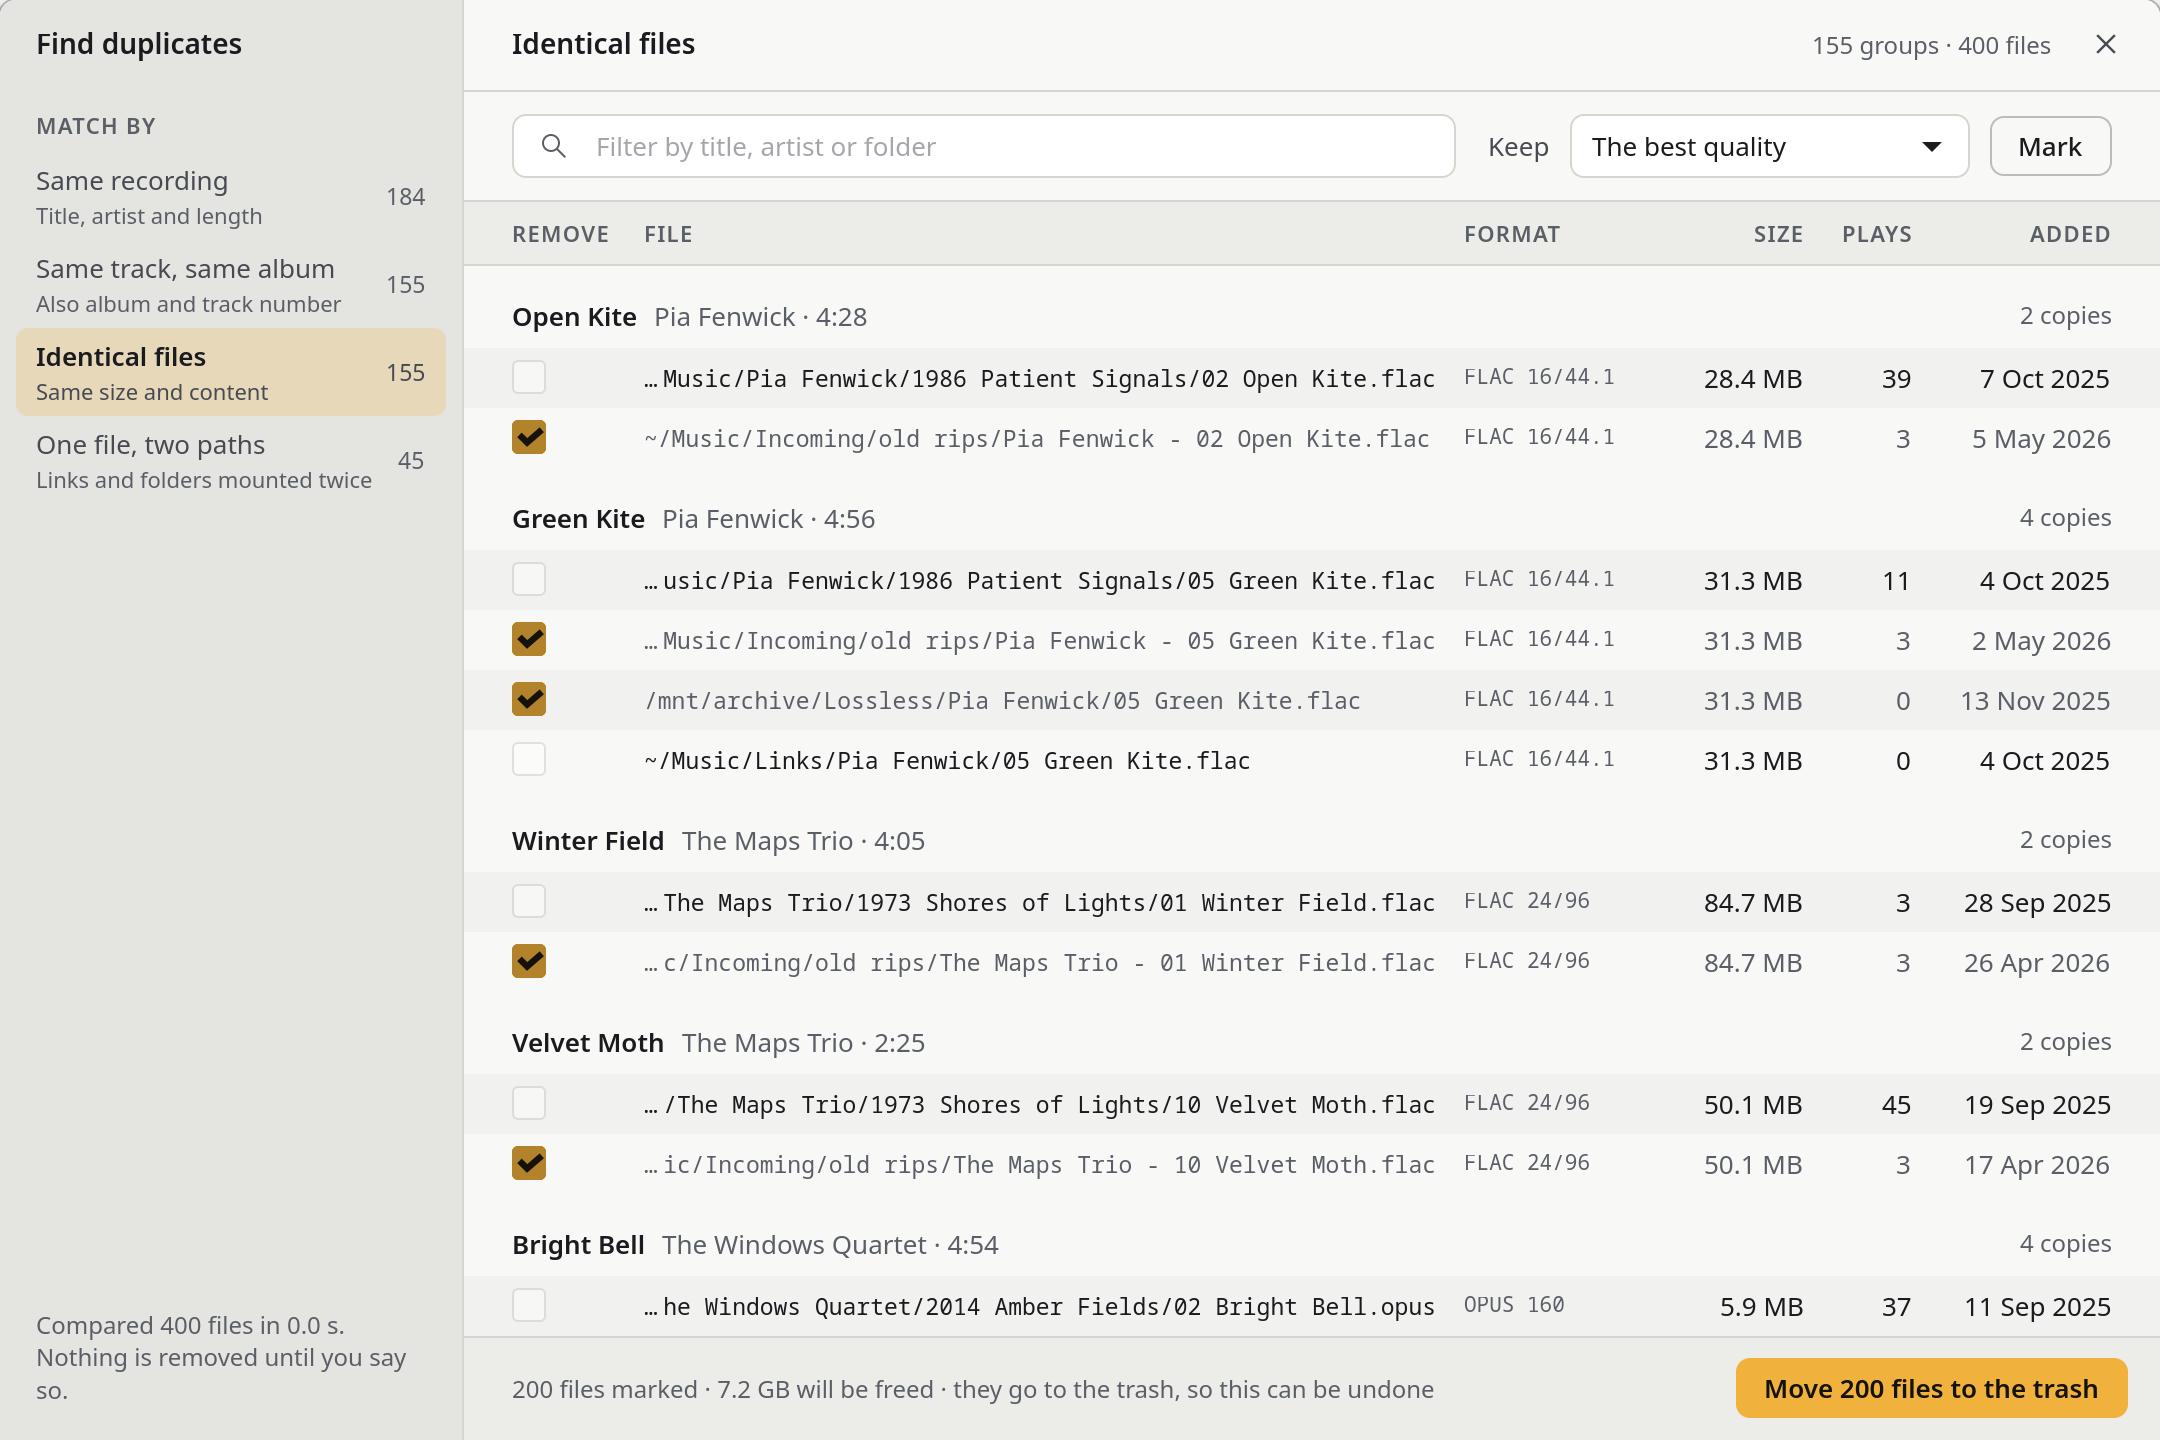 Find duplicates
MATCH BY
Same recording
Title, artist and length
184
Same track, same album
Also album and track number
155
Identical files
Same size and content
155
One file, two paths
Links and folders mounted twice
45
Compared 400 files in 0.0 s.
Nothing is removed until you say
so.
Identical files
155 groups · 400 files
Filter by title, artist or folder
Keep
The best quality
Mark
REMOVE FILE FORMAT SIZE PLAYS ADDED
Open Kite Pia Fenwick · 4:28 2 copies
…Music/Pia Fenwick/1986 Patient Signals/02 Open Kite.flac FLAC 16/44.1 28.4 MB 39 7 Oct 2025
~/Music/Incoming/old rips/Pia Fenwick - 02 Open Kite.flac FLAC 16/44.1 28.4 MB 3 5 May 2026
Green Kite Pia Fenwick · 4:56 4 copies
…usic/Pia Fenwick/1986 Patient Signals/05 Green Kite.flac FLAC 16/44.1 31.3 MB 11 4 Oct 2025
…Music/Incoming/old rips/Pia Fenwick - 05 Green Kite.flac FLAC 16/44.1 31.3 MB 3 2 May 2026
/mnt/archive/Lossless/Pia Fenwick/05 Green Kite.flac FLAC 16/44.1 31.3 MB 0 13 Nov 2025
~/Music/Links/Pia Fenwick/05 Green Kite.flac FLAC 16/44.1 31.3 MB 0 4 Oct 2025
Winter Field The Maps Trio · 4:05 2 copies
…The Maps Trio/1973 Shores of Lights/01 Winter Field.flac FLAC 24/96 84.7 MB 3 28 Sep 2025
…c/Incoming/old rips/The Maps Trio - 01 Winter Field.flac FLAC 24/96 84.7 MB 3 26 Apr 2026
Velvet Moth The Maps Trio · 2:25 2 copies
…/The Maps Trio/1973 Shores of Lights/10 Velvet Moth.flac FLAC 24/96 50.1 MB 45 19 Sep 2025
…ic/Incoming/old rips/The Maps Trio - 10 Velvet Moth.flac FLAC 24/96 50.1 MB 3 17 Apr 2026
Bright Bell The Windows Quartet · 4:54 4 copies
…he Windows Quartet/2014 Amber Fields/02 Bright Bell.opus OPUS 160 5.9 MB 37 11 Sep 2025
200 files marked · 7.2 GB will be freed · they go to the trash, so this can be undone
Move 200 files to the trash